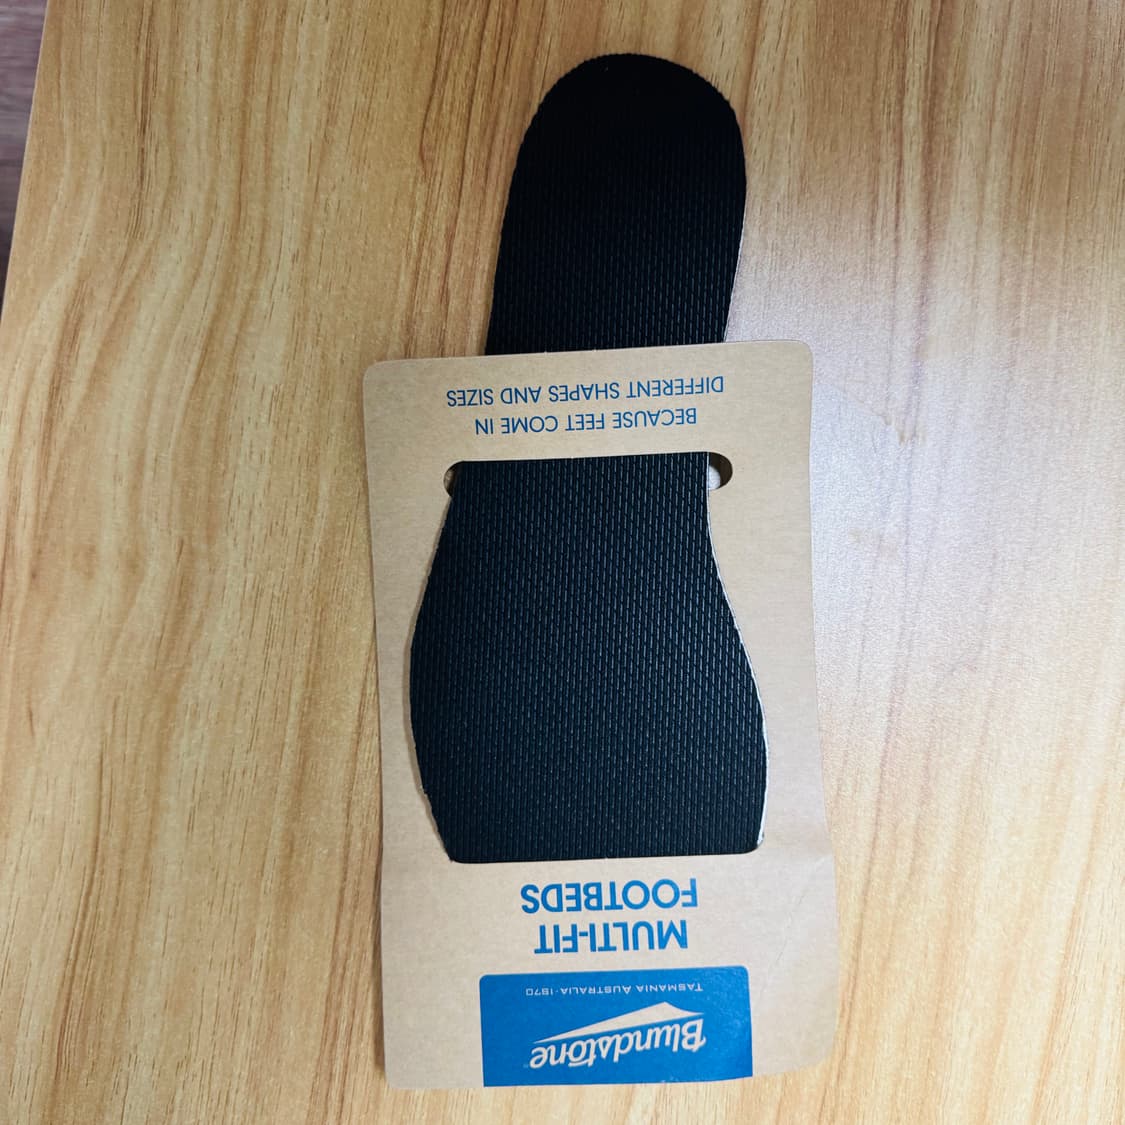 Blundstone®
TASMANIA AUSTRALIA·1870
MULTI-FIT
FOOTBEDS
BECAUSE FEET COME IN
DIFFERENT SHAPES AND SIZES